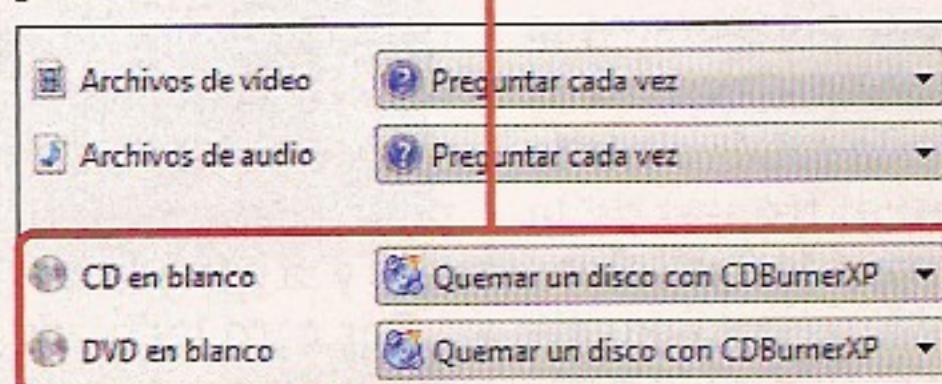 Archivos de vídeo Preguntar cada vez
Archivos de audio Preguntar cada vez
CD en blanco Quemar un disco con CDBurnerXP
DVD en blanco Quemar un disco con CDBurnerXP